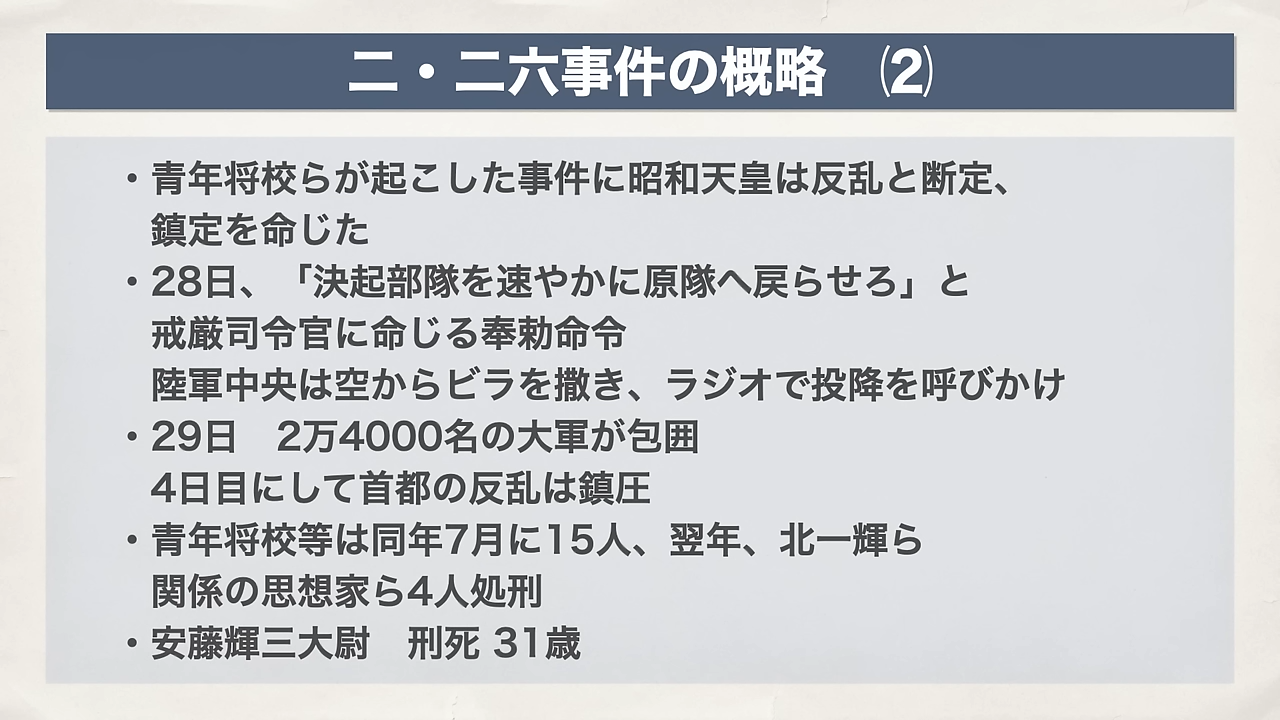 二・二六事件の概略　⑵
・青年将校らが起こした事件に昭和天皇は反乱と断定、
鎮定を命じた
・28日、「決起部隊を速やかに原隊へ戻らせろ」と
戒厳司令官に命じる奉勅命令
陸軍中央は空からビラを撒き、ラジオで投降を呼びかけ
・29日　2万4000名の大軍が包囲
4日目にして首都の反乱は鎮圧
・青年将校等は同年7月に15人、翌年、北一輝ら
関係の思想家ら4人処刑
・安藤輝三大尉　刑死 31歳